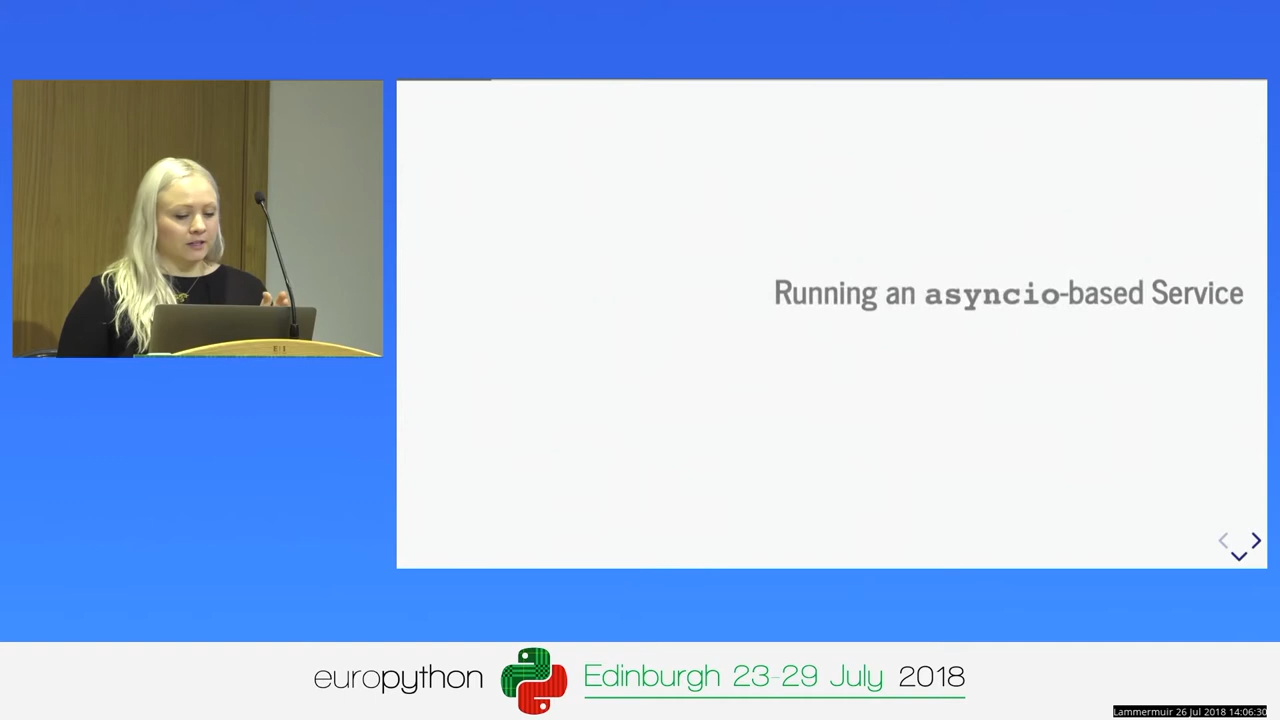 Running an asyncio-based Service
europython
Edinburgh 23-29 July 2018
Lammermuir 26 Jul 2018 14:06:30